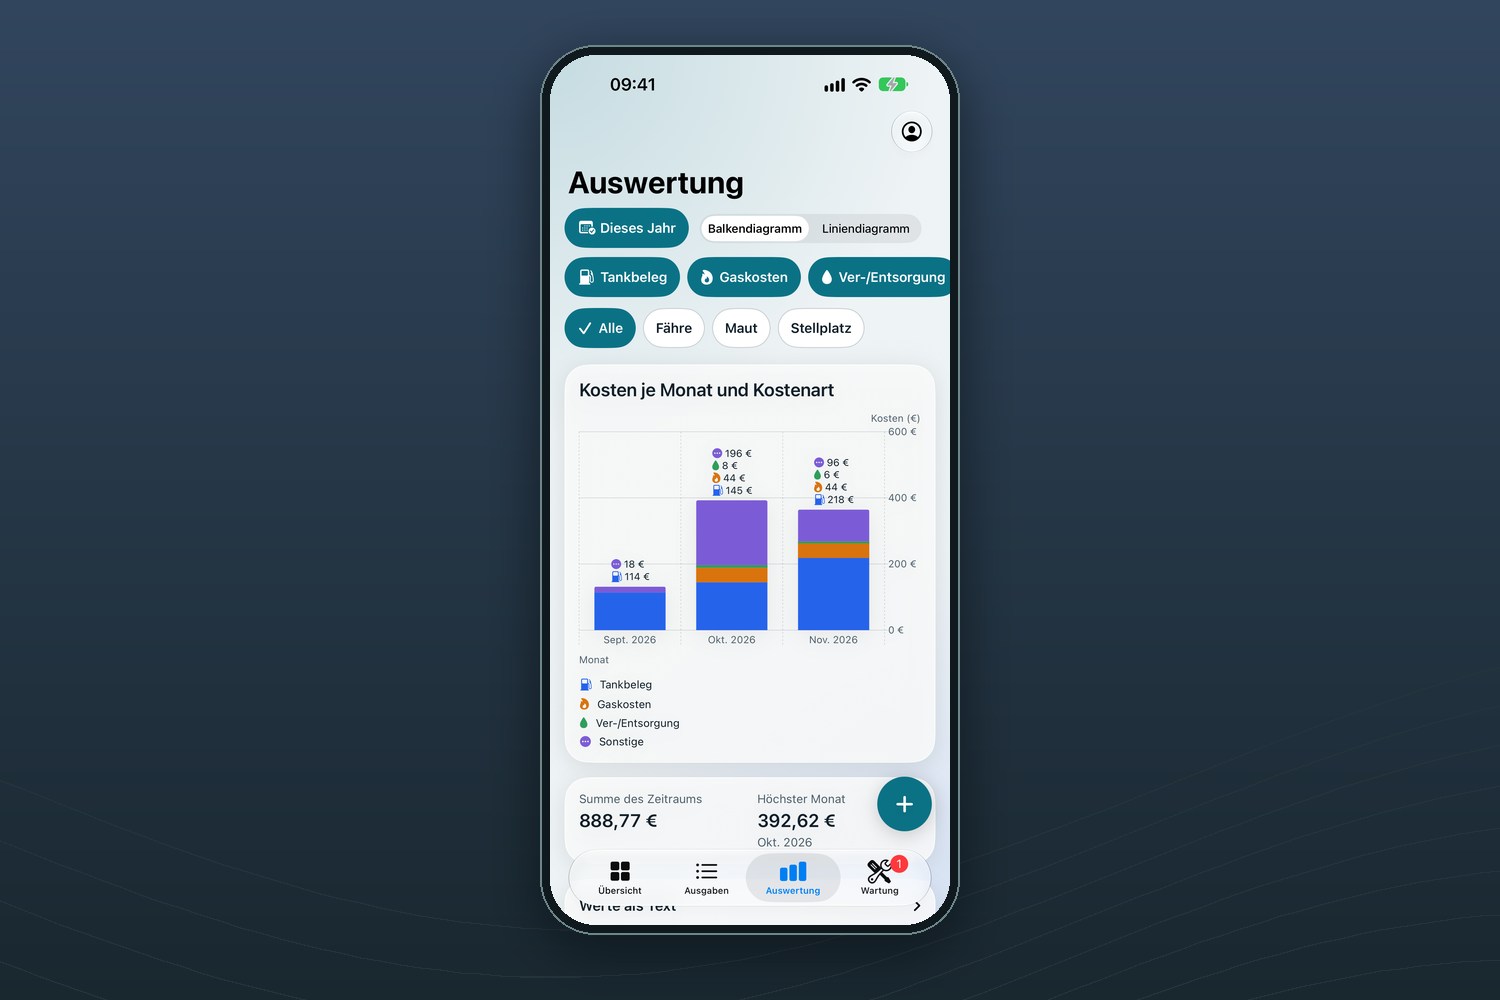 09:41
Auswertung
Dieses Jahr
Balkendiagramm
Liniendiagramm
Tankbeleg
Gaskosten
Ver-/Entsorgung
Alle
Fähre
Maut
Stellplatz
Kosten je Monat und Kostenart
Kosten (€)
600 €
196 €
8 €
44 €
145 €
96 €
6 €
44 €
218 €
400 €
18 €
114 €
200 €
0 €
Sept. 2026
Okt. 2026
Nov. 2026
Monat
Tankbeleg
Gaskosten
Ver-/Entsorgung
Sonstige
Summe des Zeitraums
888,77 €
Höchster Monat
392,62 €
Okt. 2026
+
1
Übersicht
Ausgaben
Auswertung
Wartung
Werte als Text